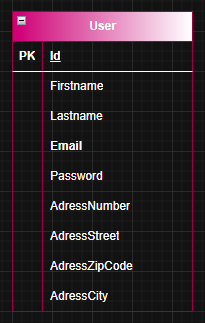 User
PK Id
Firstname
Lastname
Email
Password
AdressNumber
AdressStreet
AdressZipCode
AdressCity